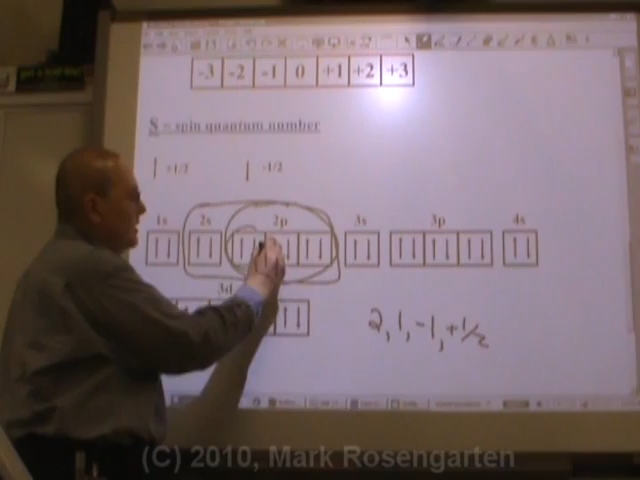 -3 -2 -1 0 +1 +2 +3
S = spin quantum number
+1/2 -1/2
1s 2s 2p 3s 3p 4s
3d
2, 1, -1, +1/2
(C) 2010, Mark Rosengarten